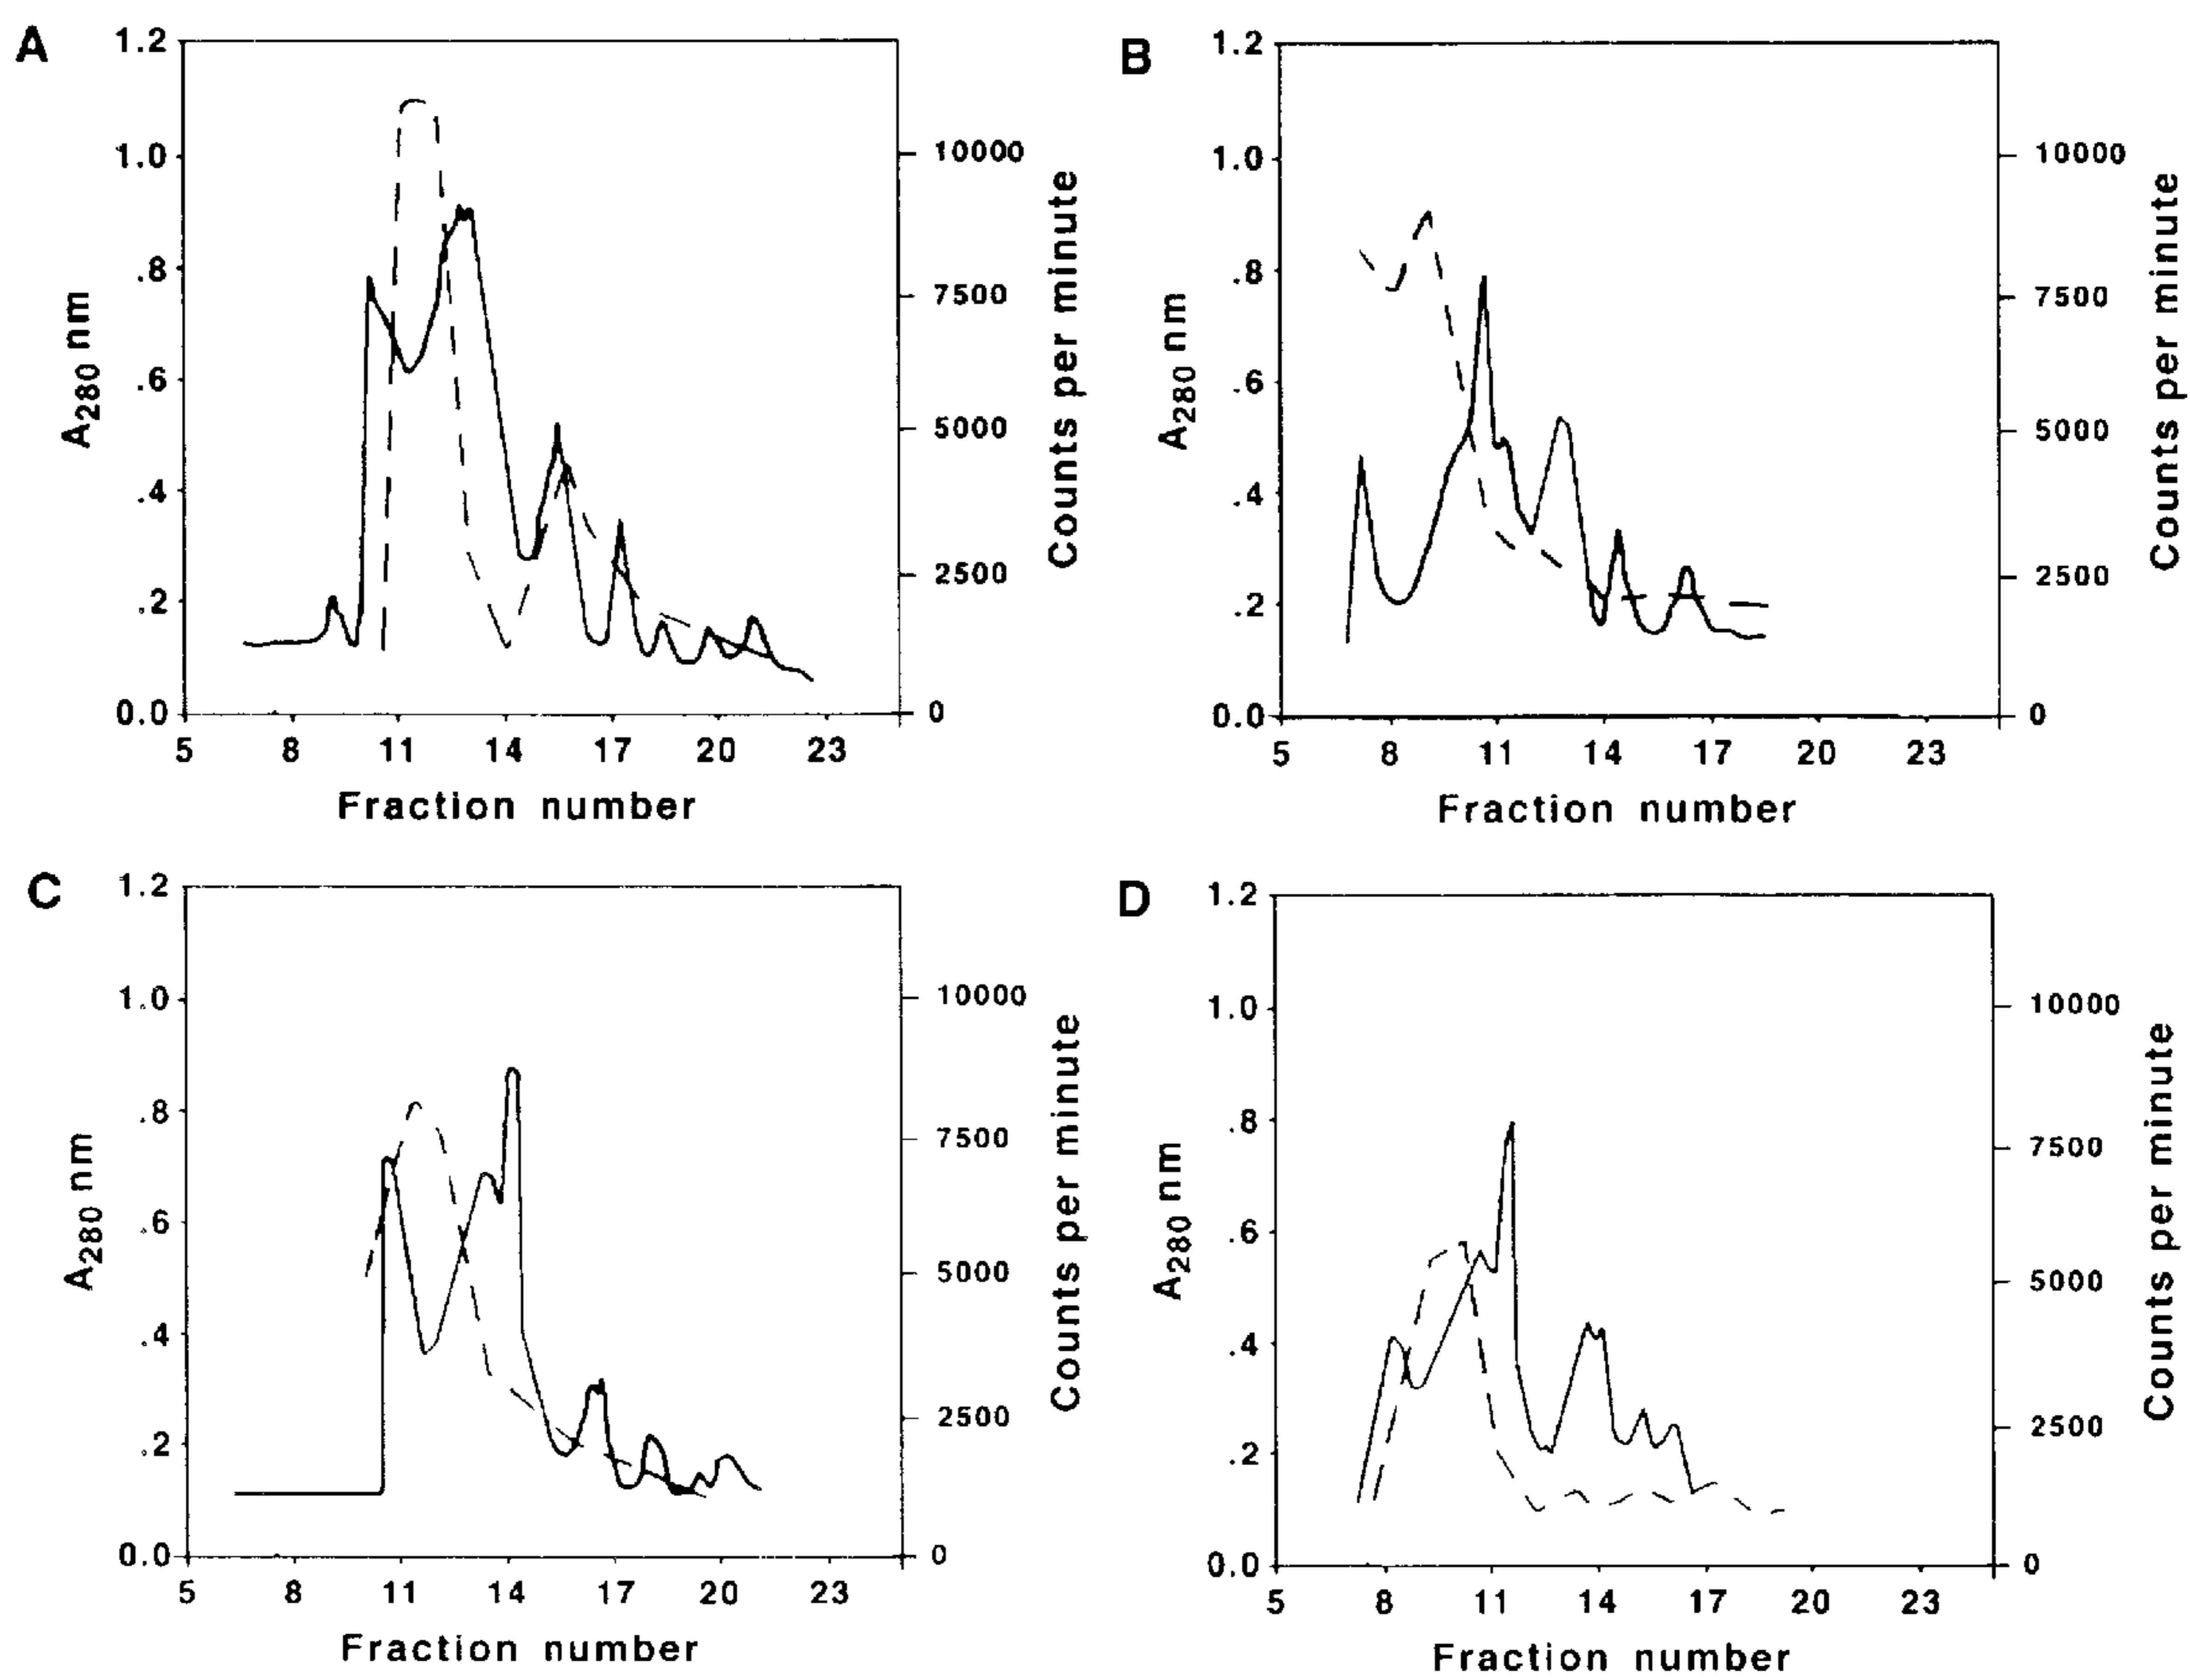 A
1.2
1.0
.8
.6
.4
.2
0.0
A280 nm
10000
7500
5000
2500
0
Counts per minute
5 8 11 14 17 20 23
Fraction number
B
1.2
1.0
.8
.6
.4
.2
0.0
A280 nm
10000
7500
5000
2500
0
Counts per minute
5 8 11 14 17 20 23
Fraction number
C
1.2
1.0
.8
.6
.4
.2
0.0
A280 nm
10000
7500
5000
2500
0
Counts per minute
5 8 11 14 17 20 23
Fraction number
D
1.2
1.0
.8
.6
.4
.2
0.0
A280 nm
10000
7500
5000
2500
0
Counts per minute
5 8 11 14 17 20 23
Fraction number